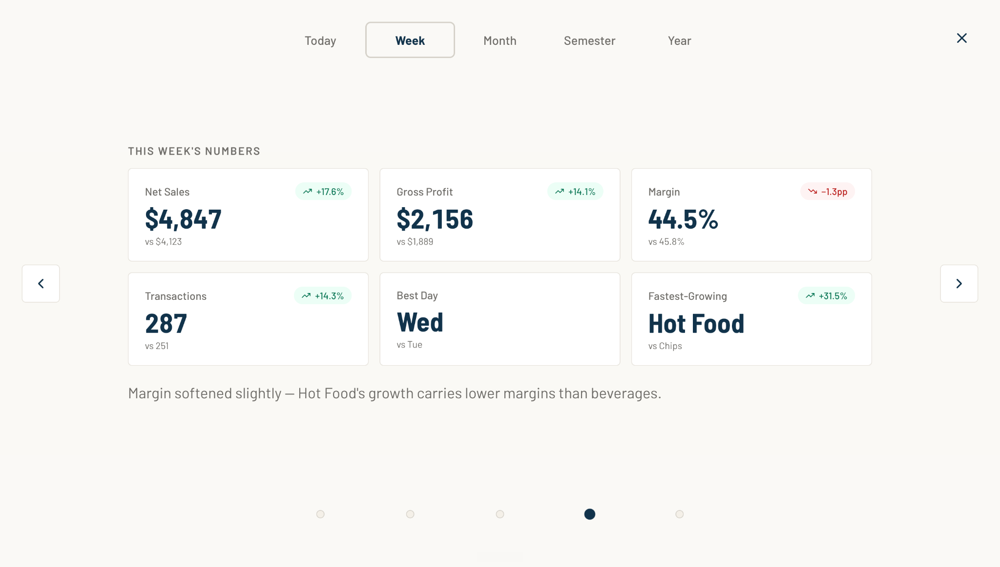 Today Week Month Semester Year
THIS WEEK'S NUMBERS
Net Sales +17.6%
$4,847
vs $4,123
Gross Profit +14.1%
$2,156
vs $1,889
Margin −1.3pp
44.5%
vs 45.8%
Transactions +14.3%
287
vs 251
Best Day
Wed
vs Tue
Fastest-Growing +31.5%
Hot Food
vs Chips
Margin softened slightly — Hot Food's growth carries lower margins than beverages.